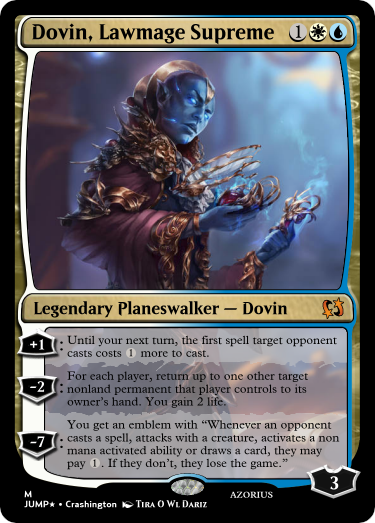 Dovin, Lawmage Supreme 1
Legendary Planeswalker — Dovin
+1: Until your next turn, the first spell target opponent
casts costs 1 more to cast.
-2: For each player, return up to one other target
nonland permanent that player controls to its
owner's hand. You gain 2 life.
-7: You get an emblem with “Whenever an opponent
casts a spell, attacks with a creature, activates a non
mana activated ability or draws a card, they may
pay 1. If they don't, they lose the game.”
3
M AZORIUS
JUMP★ • Crashington Tira O Wl Dariz